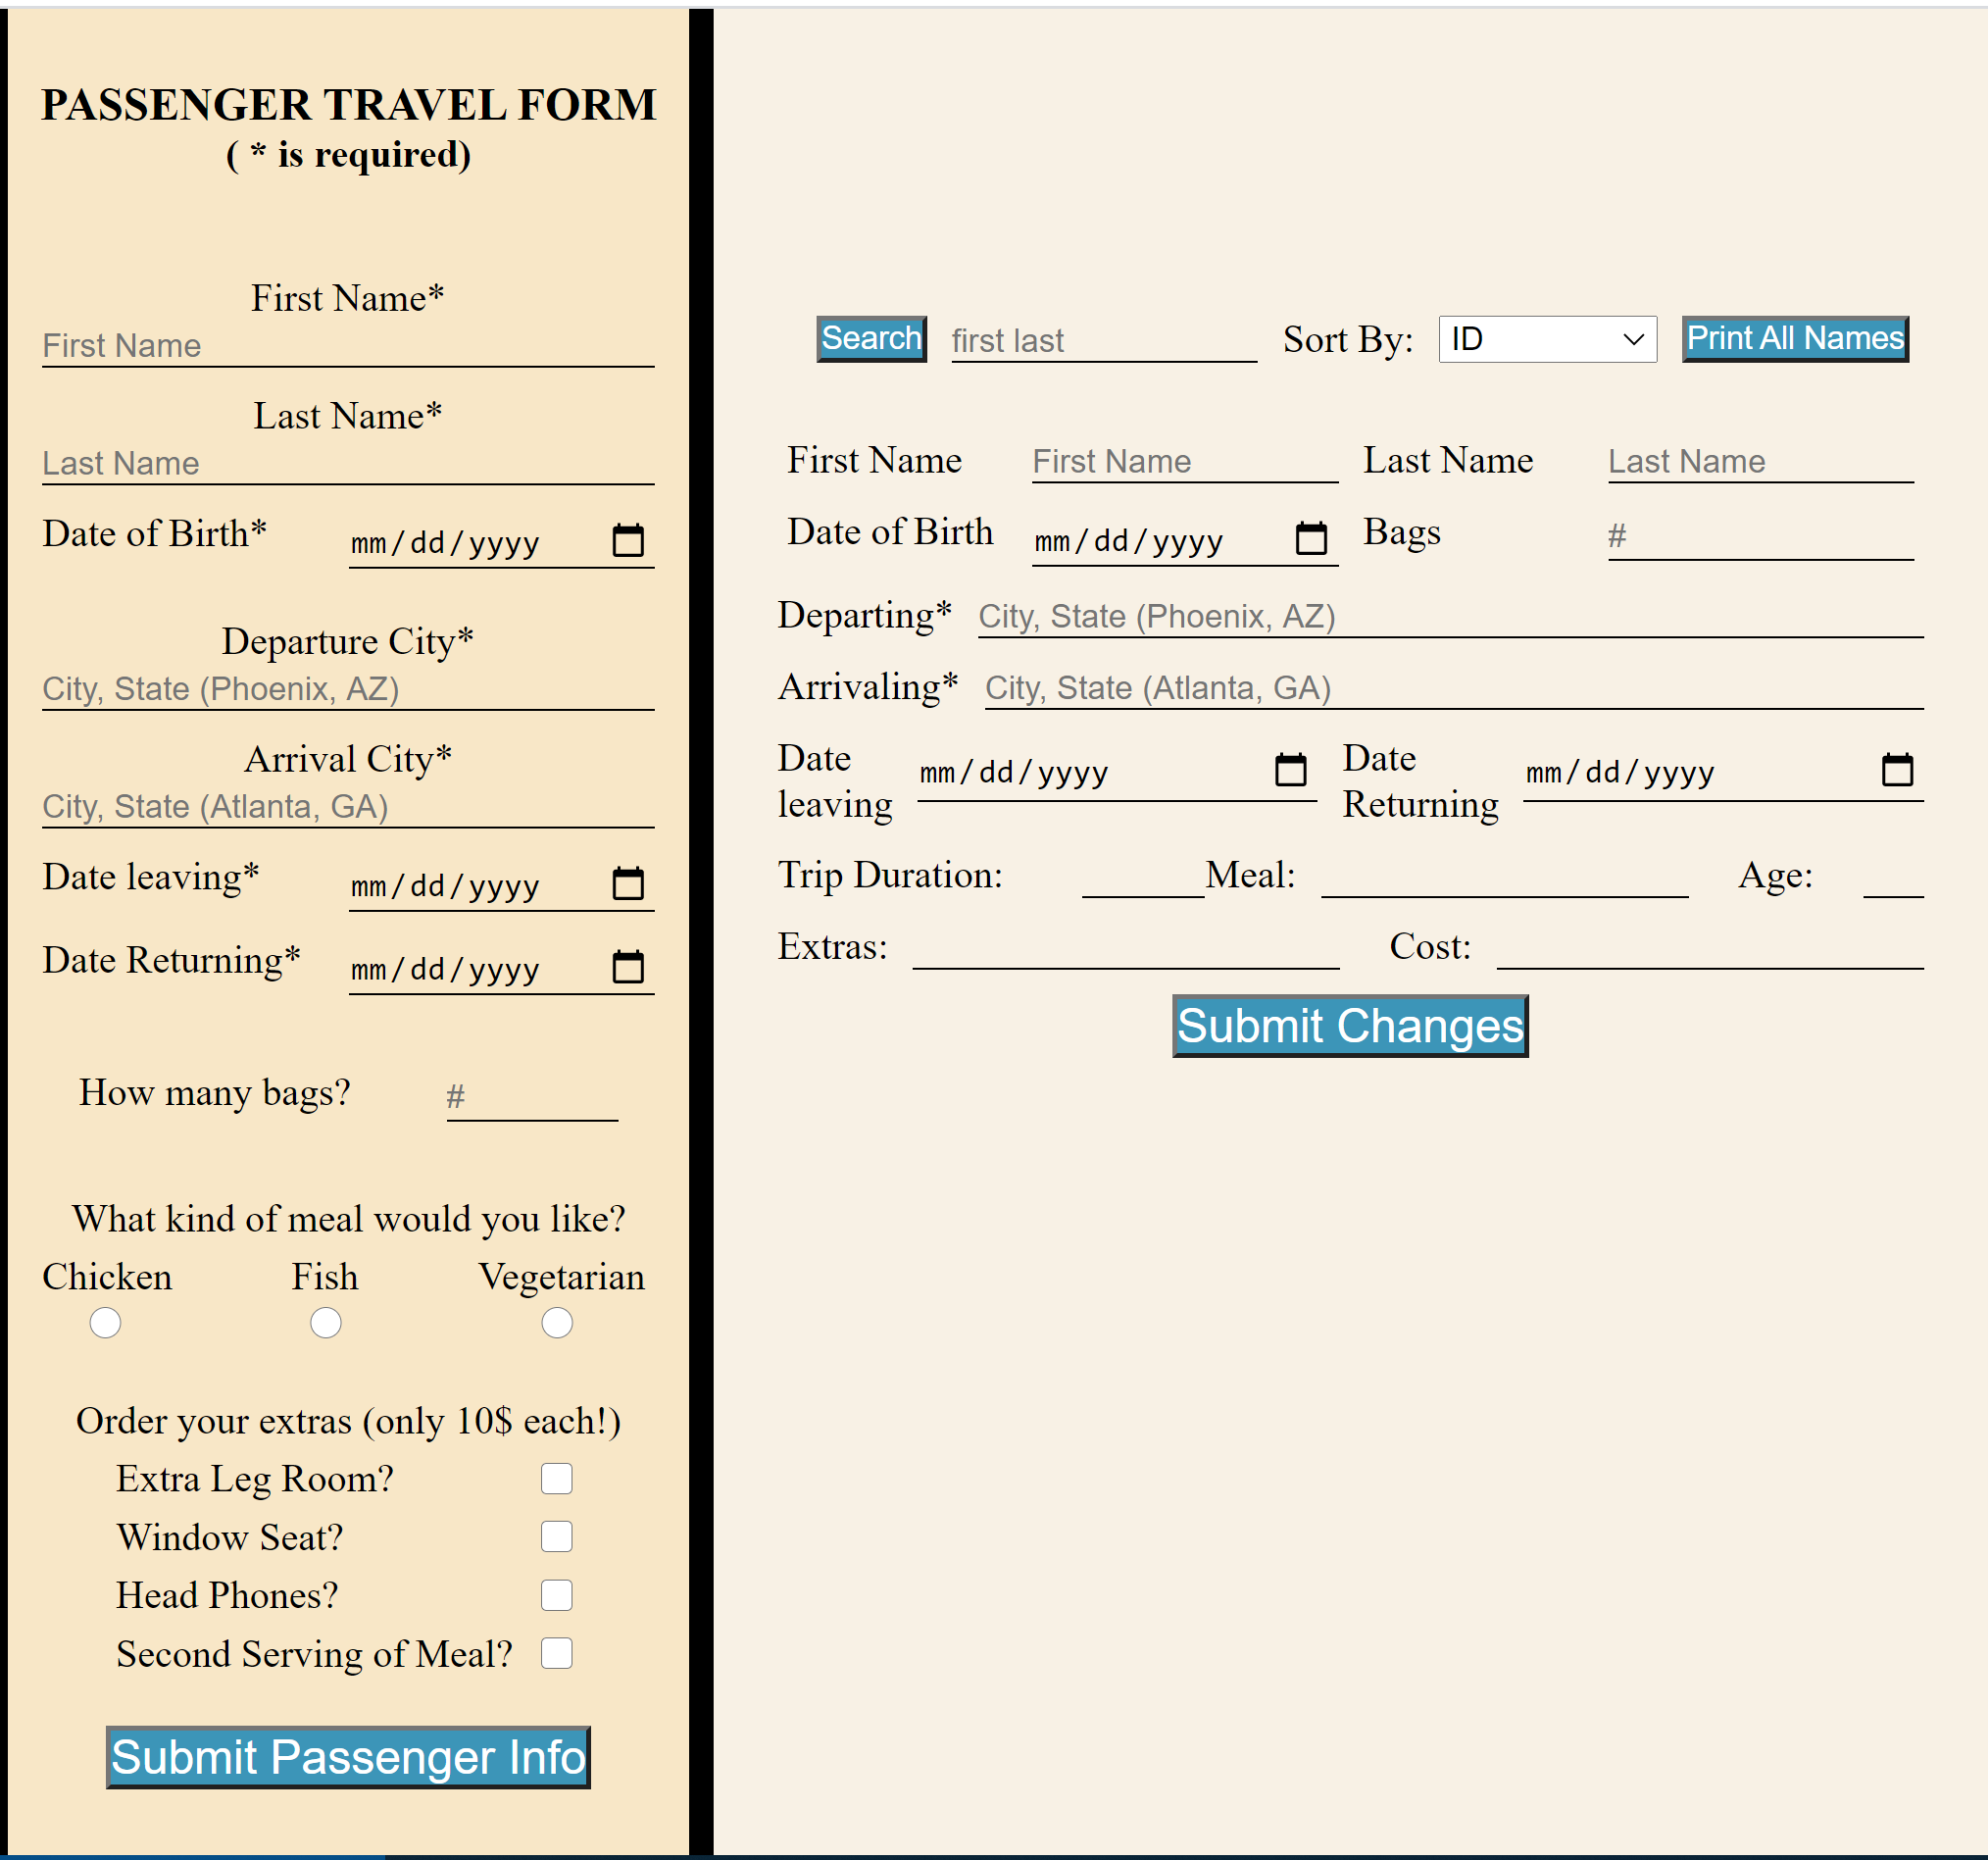 PASSENGER TRAVEL FORM
( * is required)
First Name*
First Name
Last Name*
Last Name
Date of Birth* mm/dd/yyyy
Departure City*
City, State (Phoenix, AZ)
Arrival City*
City, State (Atlanta, GA)
Date leaving* mm/dd/yyyy
Date Returning* mm/dd/yyyy
How many bags? #
What kind of meal would you like?
Chicken Fish Vegetarian
Order your extras (only 10$ each!)
Extra Leg Room?
Window Seat?
Head Phones?
Second Serving of Meal?
Submit Passenger Info
Search first last Sort By: ID Print All Names
First Name First Name Last Name Last Name
Date of Birth mm/dd/yyyy Bags #
Departing* City, State (Phoenix, AZ)
Arrivaling* City, State (Atlanta, GA)
Date leaving mm/dd/yyyy Date Returning mm/dd/yyyy
Trip Duration: Meal: Age:
Extras: Cost:
Submit Changes